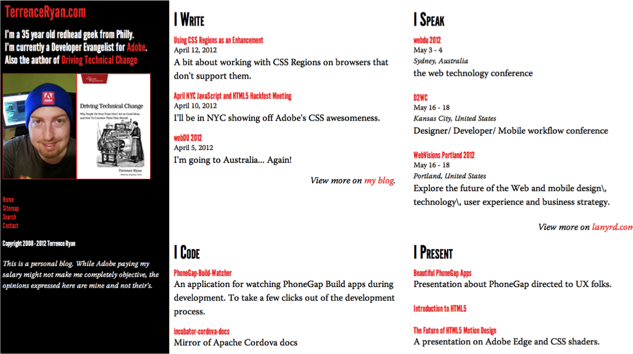 TerrenceRyan.com
I'm a 35 year old redhead geek from Philly.
I'm currently a Developer Evangelist for Adobe.
Also the author of Driving Technical Change
Driving Technical Change
Terrence Ryan
Home
Sitemap
Search
Contact
Copyright 2008 - 2012 Terrence Ryan
This is a personal blog. While Adobe paying my
salary might not make me completely objective, the
opinions expressed here are mine and not their's.
I Write
Using CSS Regions as an Enhancement
April 12, 2012
A bit about working with CSS Regions on browsers that
don't support them.
April NYC JavaScript and HTML5 Hackfest Meeting
April 10, 2012
I'll be in NYC showing off Adobe's CSS awesomeness.
webDU 2012
April 5, 2012
I'm going to Australia... Again!
View more on my blog.
I Speak
webdu 2012
May 3 - 4
Sydney, Australia
the web technology conference
D2WC
May 16 - 18
Kansas City, United States
Designer/ Developer/ Mobile workflow conference
WebVisions Portland 2012
May 16 - 18
Portland, United States
Explore the future of the Web and mobile design\,
technology\, user experience and business strategy.
View more on lanyrd.con
I Code
PhoneGap-Build-Watcher
An application for watching PhoneGap Build apps during
development. To take a few clicks out of the development
process.
incubator-cordova-docs
Mirror of Apache Cordova docs
I Present
Beautiful PhoneGap Apps
Presentation about PhoneGap directed to UX folks.
Introduction to HTML5
The Future of HTML5 Motion Design
A presentation on Adobe Edge and CSS shaders.